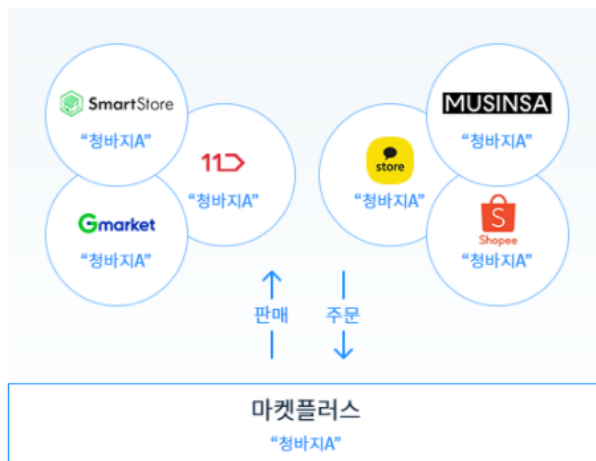 SmartStore
“청바지A”
11
“청바지A”
Gmarket
“청바지A”
store
“청바지A”
MUSINSA
“청바지A”
S
Shopee
“청바지A”
판매
주문
마켓플러스
“청바지A”